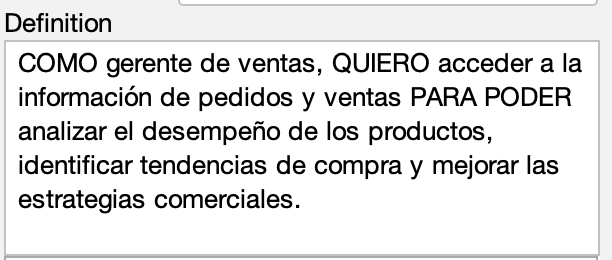 Definition
COMO gerente de ventas, QUIERO acceder a la
información de pedidos y ventas PARA PODER
analizar el desempeño de los productos,
identificar tendencias de compra y mejorar las
estrategias comerciales.